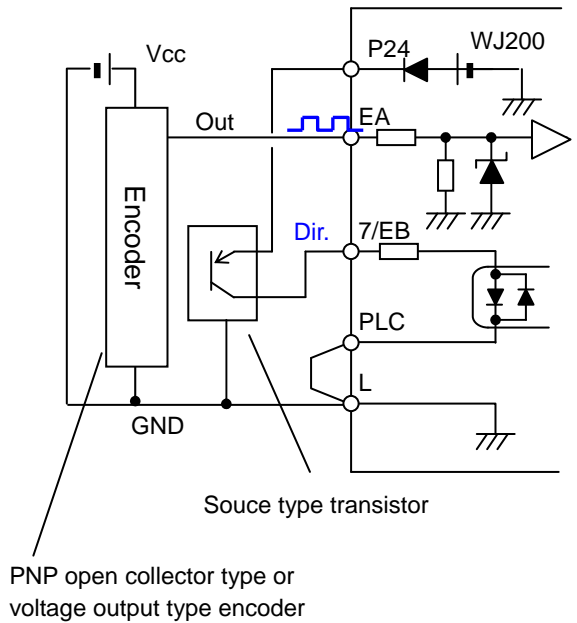 Vcc
P24
WJ200
Out
EA
Encoder
Dir.
7/EB
PLC
L
GND
Souce type transistor
PNP open collector type or
voltage output type encoder